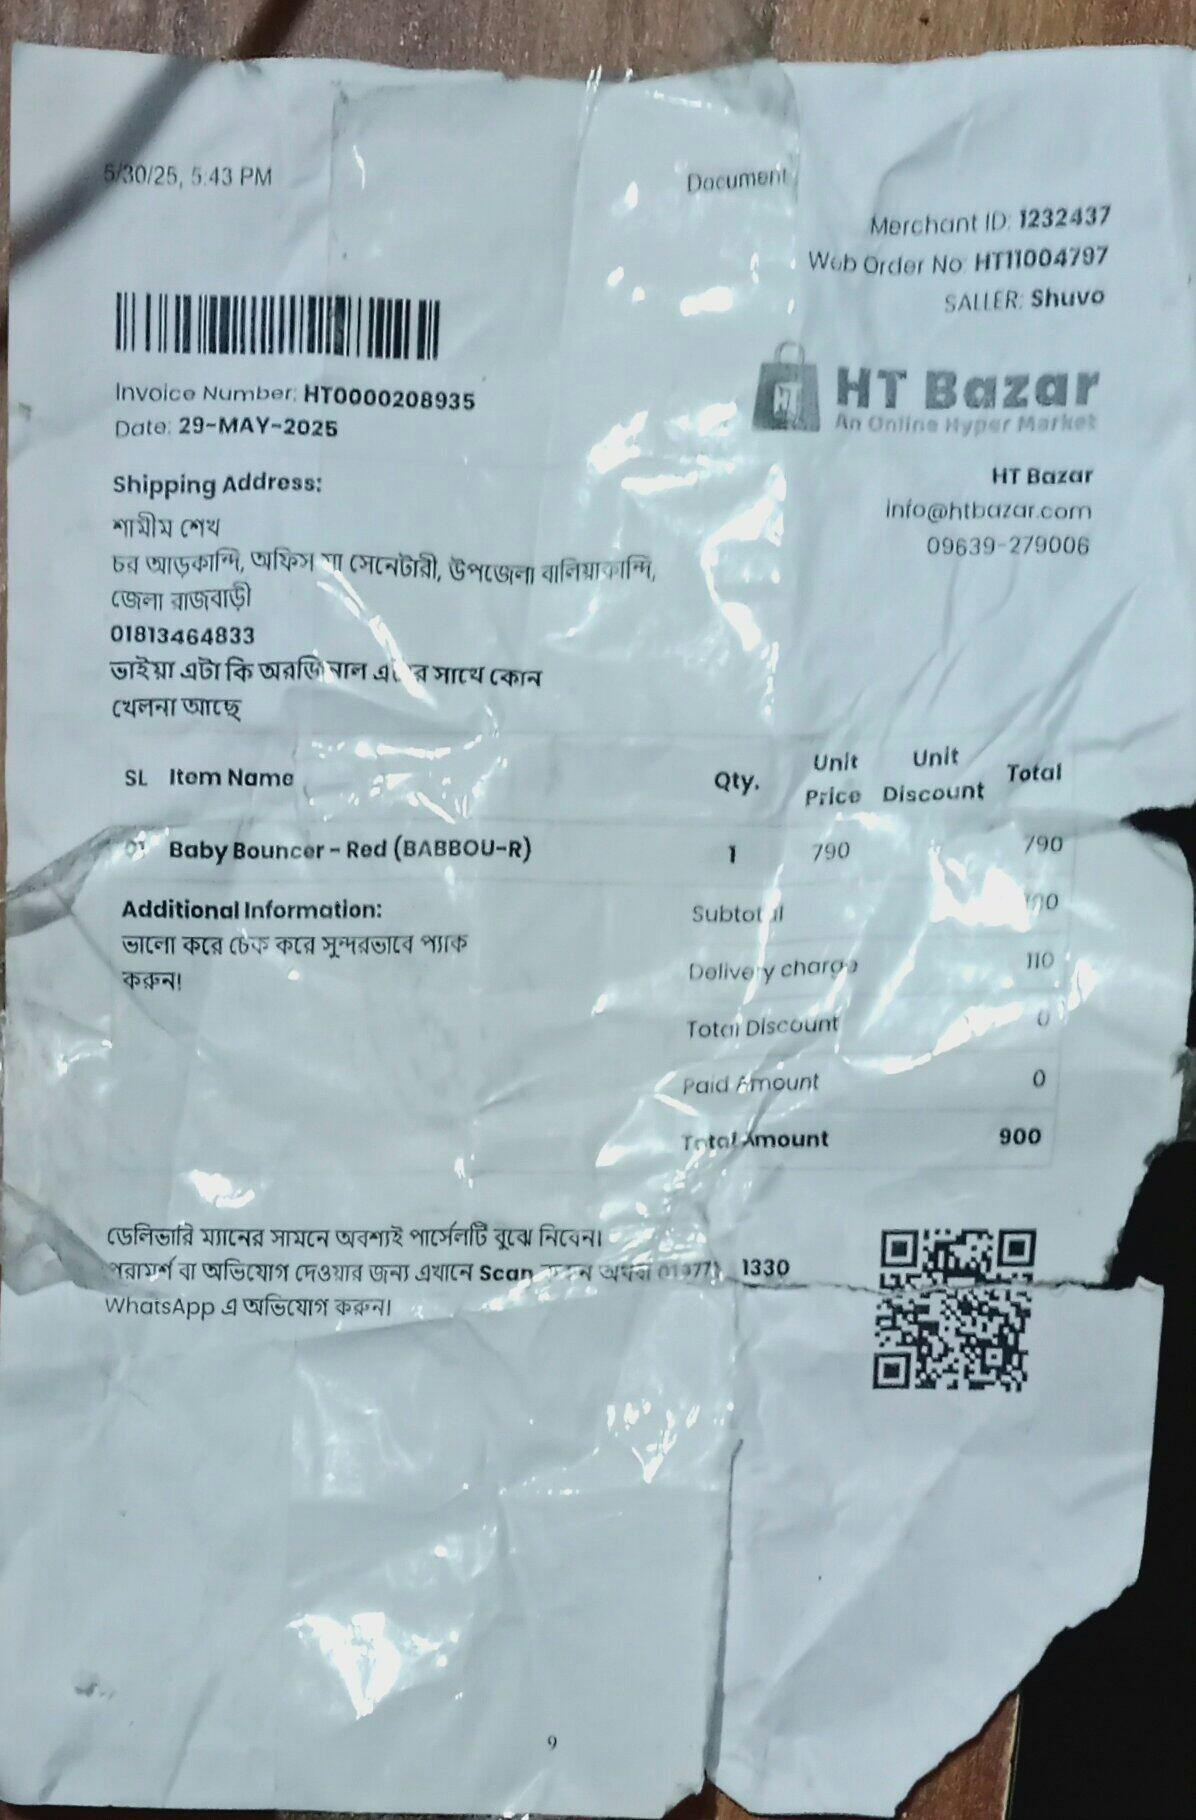 5/30/25, 5:43 PM
Document
Merchant ID: 1232437
Web Order No: HT11004797
SALLER: Shuvo
Invoice Number: HT0000208935
Date: 29-MAY-2025
HT Bazar
An Online Hyper Market
HT Bazar
info@htbazar.com
09639-279006
Shipping Address:
শামীম শেখ
চর আড়কান্দি, অফিস মা সেনেটারী, উপজেলা বালিয়াকান্দি,
জেলা রাজবাড়ী
01813464833
ভাইয়া এটা কি অরজিনাল সাথে কোন
খেলনা আছে
SL Item Name Qty. Unit Price Unit Discount Total
01 Baby Bouncer - Red (BABBOU-R) 1 790 790
Additional Information:
ভালো করে চেক করে সুন্দরভাবে প্যাক
করুন।
Subtotal
Delivery charge 110
Total Discount 0
Paid Amount 0
Total Amount 900
ডেলিভারি ম্যানের সামনে অবশ্যই পার্সেলটি বুঝে নিবেন।
পরামর্শ বা অভিযোগ দেওয়ার জন্য এখানে Scan অথবা 1330
WhatsApp এ অভিযোগ করুন।
9